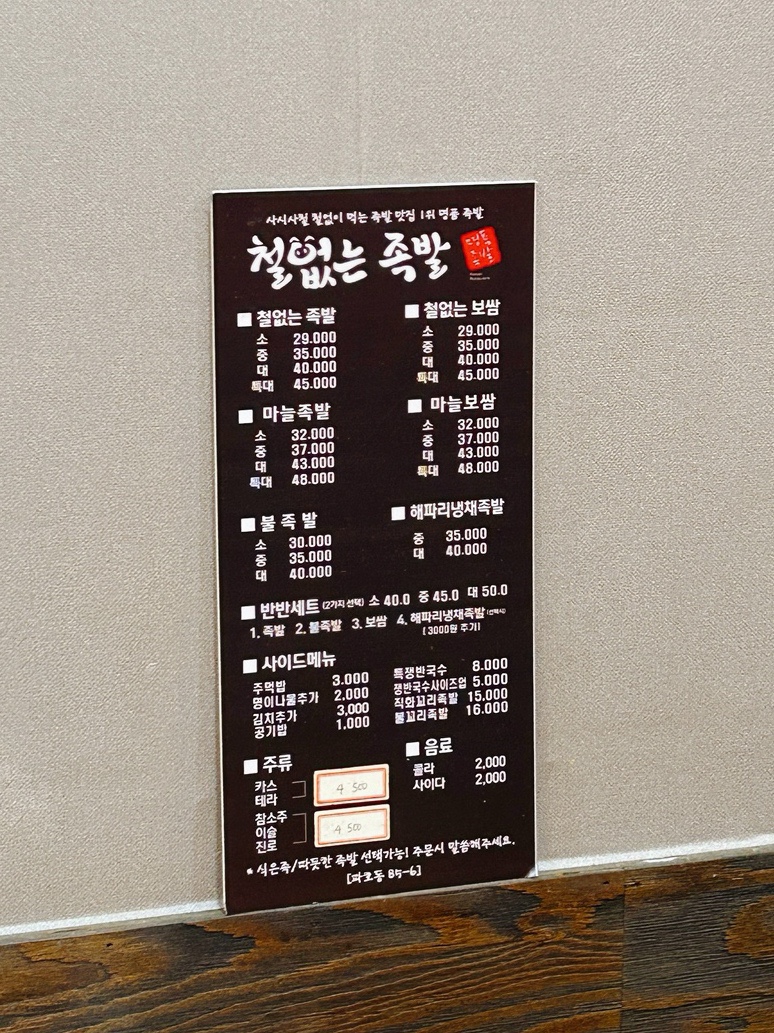 사시사철 철없이 먹는 족발 맛집 1위 명품 족발
철없는 족발
명품
족발
■ 철없는 족발
소 29.000
중 35.000
대 40.000
특대 45.000
■ 철없는 보쌈
소 29.000
중 35.000
대 40.000
특대 45.000
■ 마늘족발
소 32.000
중 37.000
대 43.000
특대 48.000
■ 마늘보쌈
소 32.000
중 37.000
대 43.000
특대 48.000
■ 불 족 발
소 30.000
중 35.000
대 40.000
■ 해파리냉채족발
중 35.000
대 40.000
■ 반반세트 (2가지 선택) 소 40.0 중 45.0 대 50.0
1. 족발 2. 불족발 3. 보쌈 4. 해파리냉채족발 (선택시)
[3000원 추가]
■ 사이드메뉴
주먹밥 3.000
명이나물추가 2.000
김치추가 3,000
공기밥 1,000
특쟁반국수 8.000
쟁반국수사이즈업 5.000
직화꼬리족발 15.000
불꼬리족발 16.000
■ 주류
카스
테라
4 500
참소주
이슬
진로
4 500
■ 음료
콜라 2,000
사이다 2,000
* 식은족/따뜻한 족발 선택가능! 주문시 말씀해주세요.
[파호동 85-6]